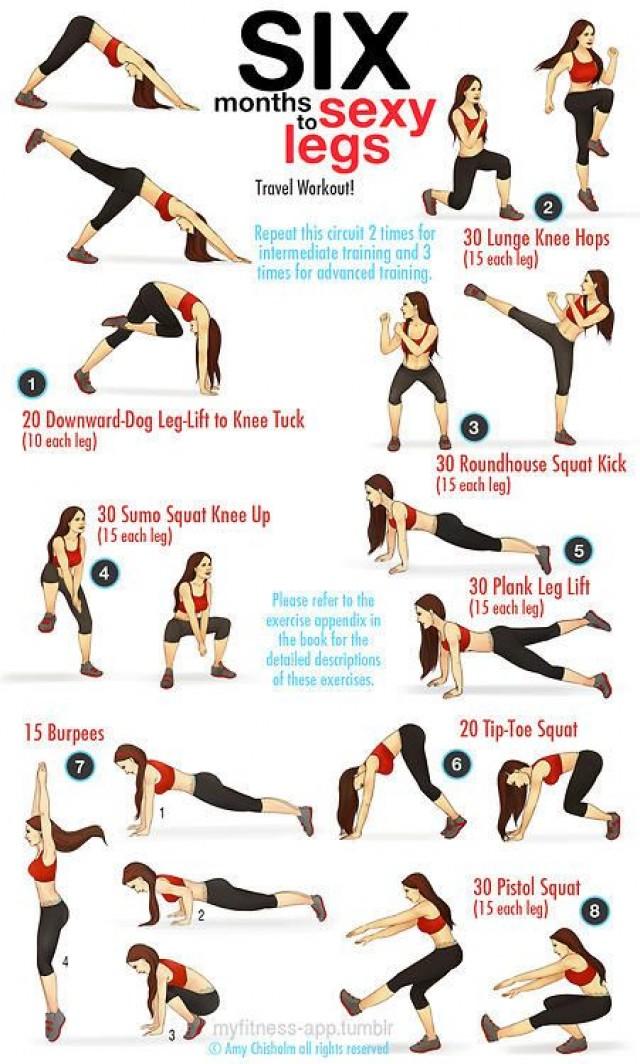 SIX
months
to
sexy
legs
Travel Workout!
Repeat this circuit 2 times for
intermediate training and 3
times for advanced training.
1
20 Downward-Dog Leg-Lift to Knee Tuck
(10 each leg)
2
30 Lunge Knee Hops
(15 each leg)
3
30 Roundhouse Squat Kick
(15 each leg)
30 Sumo Squat Knee Up
(15 each leg)
4
5
30 Plank Leg Lift
(15 each leg)
Please refer to the
exercise appendix in
the book for the
detailed descriptions
of these exercises.
20 Tip-Toe Squat
6
15 Burpees
7
1
2
3
4
30 Pistol Squat
(15 each leg)
8
myfitness-app.tumblr
© Amy Chisholm all rights reserved